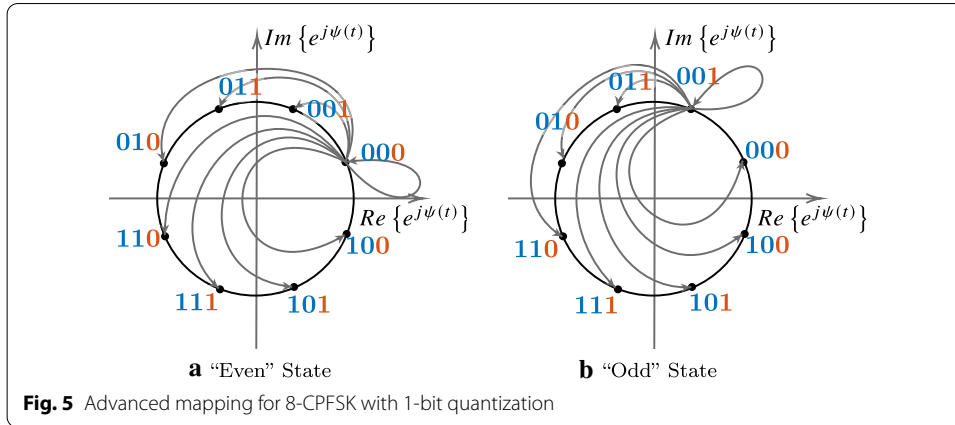 Im {e^{jψ(t)}}
011
001
010
000
Re {e^{jψ(t)}}
110
100
111
101
a "Even" State
Im {e^{jψ(t)}}
011
001
010
000
Re {e^{jψ(t)}}
110
100
111
101
b "Odd" State
Fig. 5 Advanced mapping for 8-CPFSK with 1-bit quantization